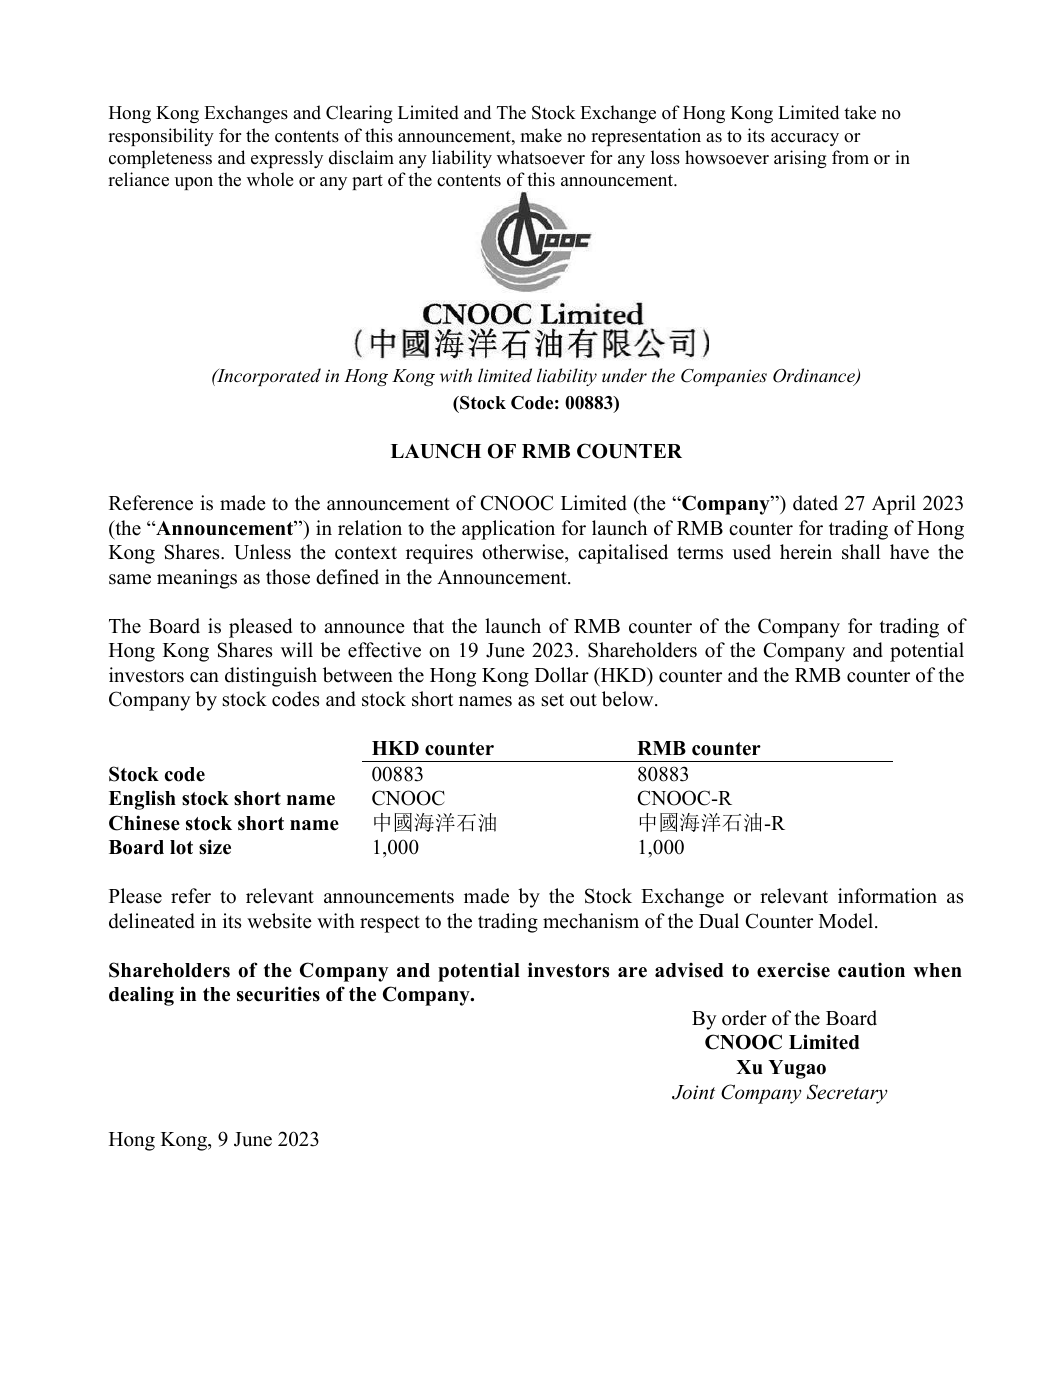 Hong Kong Exchanges and Clearing Limited and The Stock Exchange of Hong Kong Limited take no
responsibility for the contents of this announcement, make no representation as to its accuracy or
completeness and expressly disclaim any liability whatsoever for any loss howsoever arising from or in
reliance upon the whole or any part of the contents of this announcement.
CNOOC
CNOOC Limited
(中國海洋石油有限公司)
(Incorporated in Hong Kong with limited liability under the Companies Ordinance)
(Stock Code: 00883)
LAUNCH OF RMB COUNTER
Reference is made to the announcement of CNOOC Limited (the “Company”) dated 27 April 2023
(the “Announcement”) in relation to the application for launch of RMB counter for trading of Hong
Kong Shares. Unless the context requires otherwise, capitalised terms used herein shall have the
same meanings as those defined in the Announcement.
The Board is pleased to announce that the launch of RMB counter of the Company for trading of
Hong Kong Shares will be effective on 19 June 2023. Shareholders of the Company and potential
investors can distinguish between the Hong Kong Dollar (HKD) counter and the RMB counter of the
Company by stock codes and stock short names as set out below.
HKD counter RMB counter
Stock code 00883 80883
English stock short name CNOOC CNOOC-R
Chinese stock short name 中國海洋石油 中國海洋石油-R
Board lot size 1,000 1,000
Please refer to relevant announcements made by the Stock Exchange or relevant information as
delineated in its website with respect to the trading mechanism of the Dual Counter Model.
Shareholders of the Company and potential investors are advised to exercise caution when
dealing in the securities of the Company.
By order of the Board
CNOOC Limited
Xu Yugao
Joint Company Secretary
Hong Kong, 9 June 2023